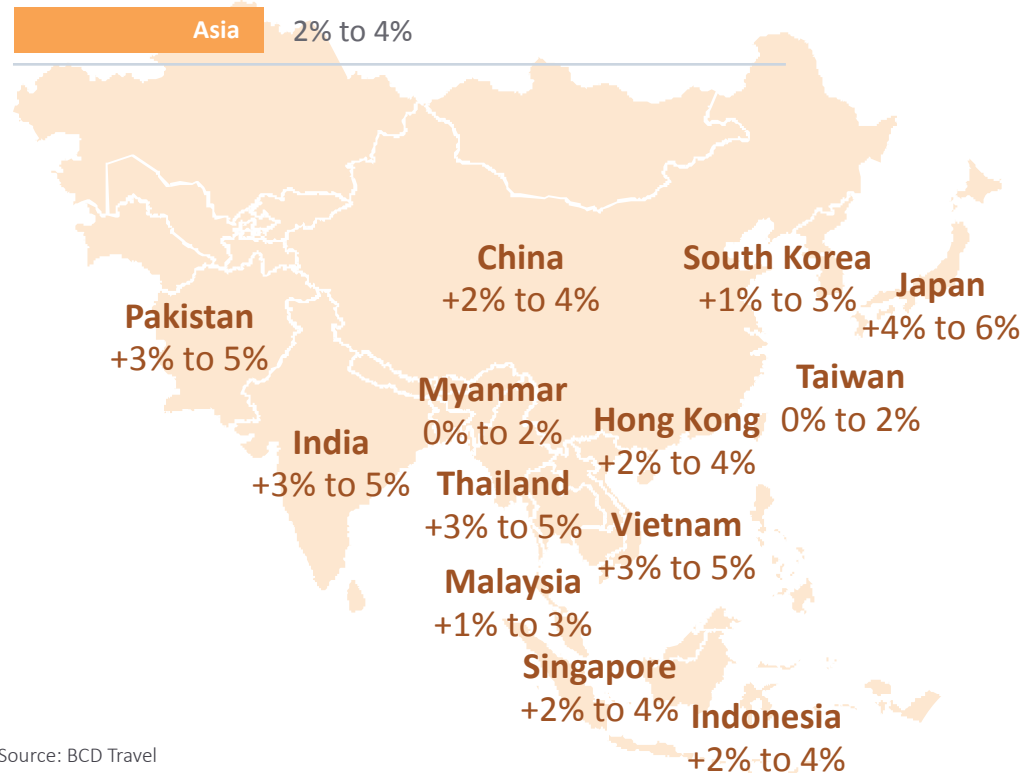 Asia 2% to 4%
China
+2% to 4%
South Korea
+1% to 3%
Japan
+4% to 6%
Pakistan
+3% to 5%
Taiwan
0% to 2%
Myanmar
0% to 2%
Hong Kong
+2% to 4%
India
+3% to 5%
Thailand
+3% to 5%
Vietnam
+3% to 5%
Malaysia
+1% to 3%
Singapore
+2% to 4%
Indonesia
+2% to 4%
Source: BCD Travel